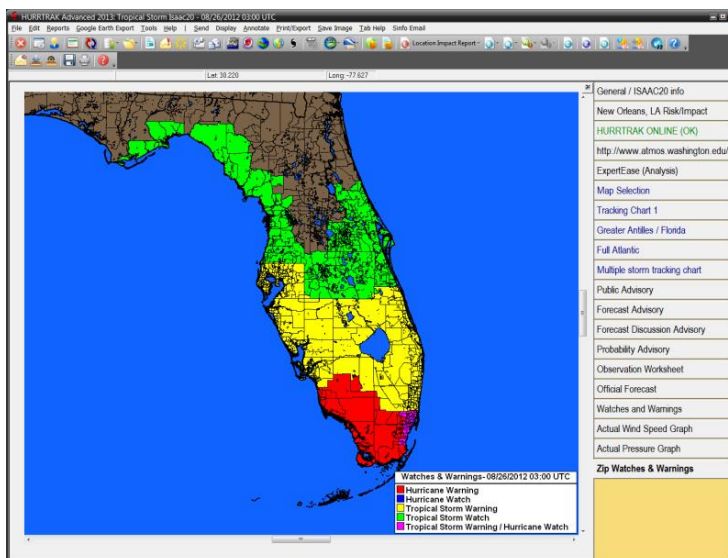 HURRTRAK Advanced 2013: Tropical Storm Isaac20 - 08/26/2012 03:00 UTC
File Edit Reports Google Earth Export Tools Help | Send Display Annotate Print/Export Save Image Tab Help Sinfo Email
Location Impact Report
Lat: 30.220 Long: -77.627
General / ISAAC20 info
New Orleans, LA Risk/Impact
HURRTRAK ONLINE (OK)
http://www.atmos.washington.edu/
ExpertEase (Analysis)
Map Selection
Tracking Chart 1
Greater Antilles / Florida
Full Atlantic
Multiple storm tracking chart
Public Advisory
Forecast Advisory
Forecast Discussion Advisory
Probability Advisory
Observation Worksheet
Official Forecast
Watches and Warnings
Actual Wind Speed Graph
Actual Pressure Graph
Zip Watches & Warnings
Watches & Warnings- 08/26/2012 03:00 UTC
Hurricane Warning
Hurricane Watch
Tropical Storm Warning
Tropical Storm Watch
Tropical Storm Warning / Hurricane Watch